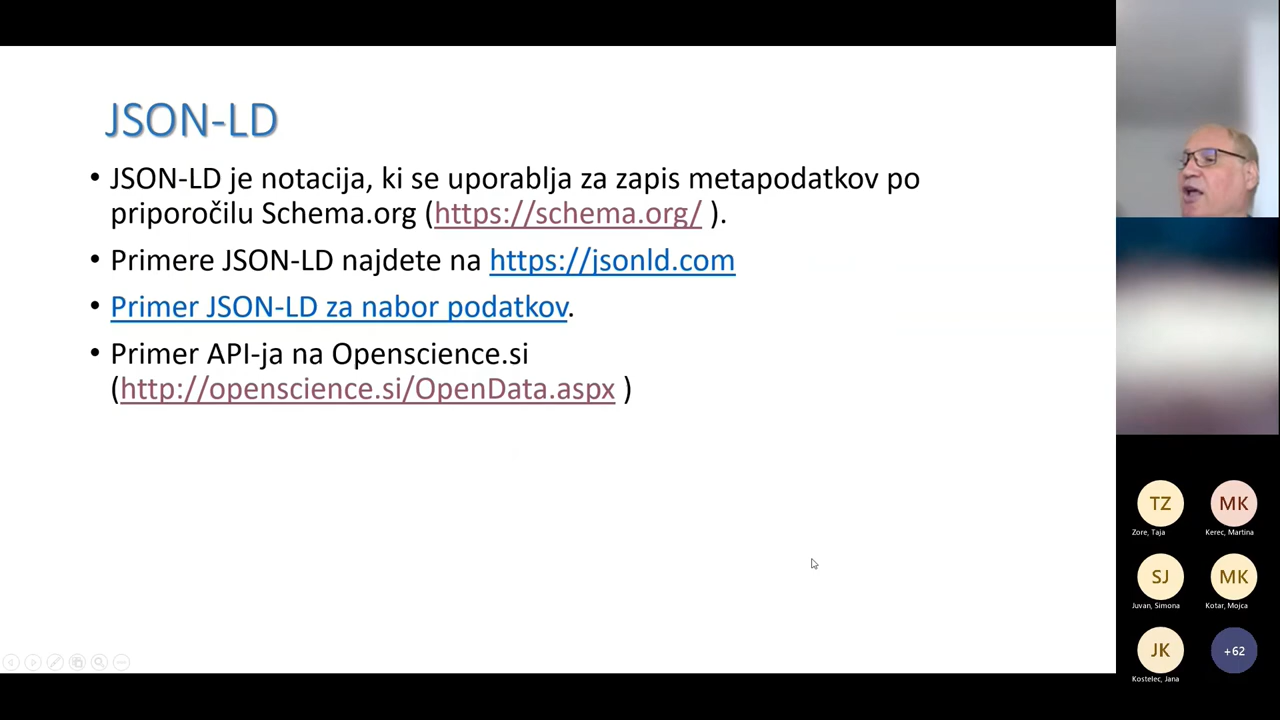 JSON-LD
• JSON-LD je notacija, ki se uporablja za zapis metapodatkov po
priporočilu Schema.org (https://schema.org/ ).
• Primere JSON-LD najdete na https://jsonld.com
• Primer JSON-LD za nabor podatkov.
• Primer API-ja na Openscience.si
(http://openscience.si/OpenData.aspx )
TZ
MK
Zore, Taja
Kerec, Martina
SJ
MK
Juvan, Simona
Kotar, Mojca
JK
+62
Kostelec, Jana